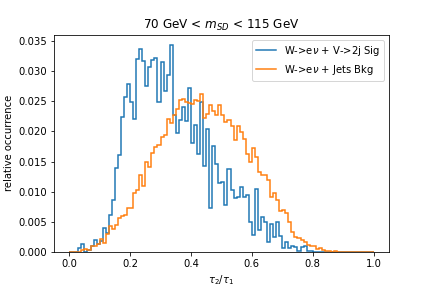 70 GeV < m_SD < 115 GeV
W->eν + V->2j Sig
W->eν + Jets Bkg
relative occurrence
0.035
0.030
0.025
0.020
0.015
0.010
0.005
0.000
0.0 0.2 0.4 0.6 0.8 1.0
τ₂/τ₁